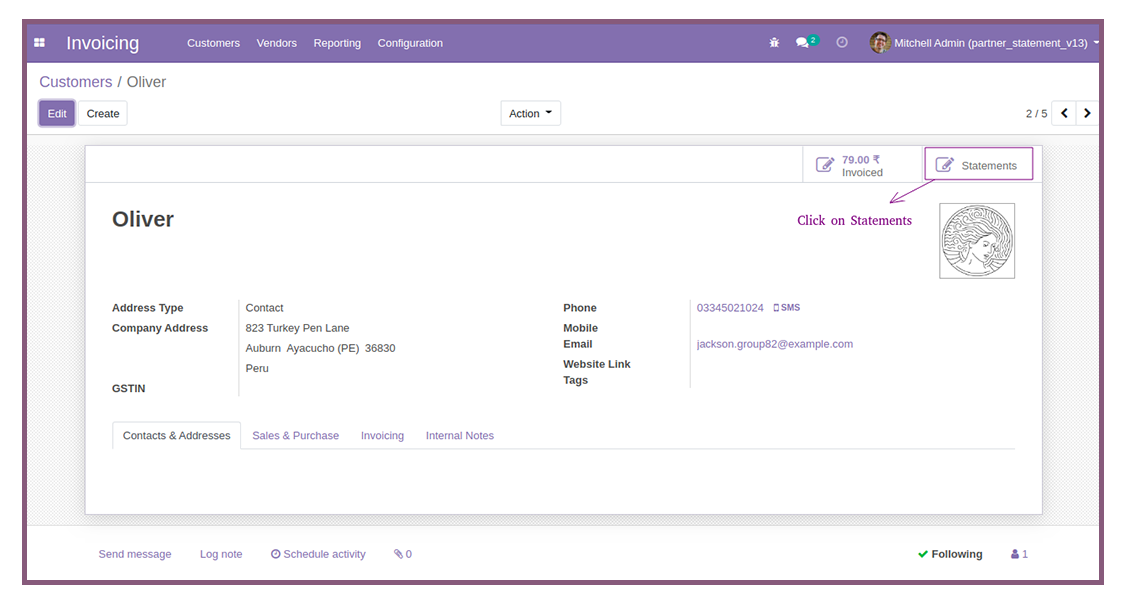 Invoicing Customers Vendors Reporting Configuration 2 Mitchell Admin (partner_statement_v13)
Customers / Oliver
Edit Create Action 2 / 5
79.00 ₹
Invoiced
Statements
Click on Statements
Oliver
Address Type Contact
Company Address 823 Turkey Pen Lane
Auburn Ayacucho (PE) 36830
Peru
GSTIN
Phone 03345021024 SMS
Mobile
Email jackson.group82@example.com
Website Link
Tags
Contacts & Addresses Sales & Purchase Invoicing Internal Notes
Send message Log note Schedule activity 0 Following 1